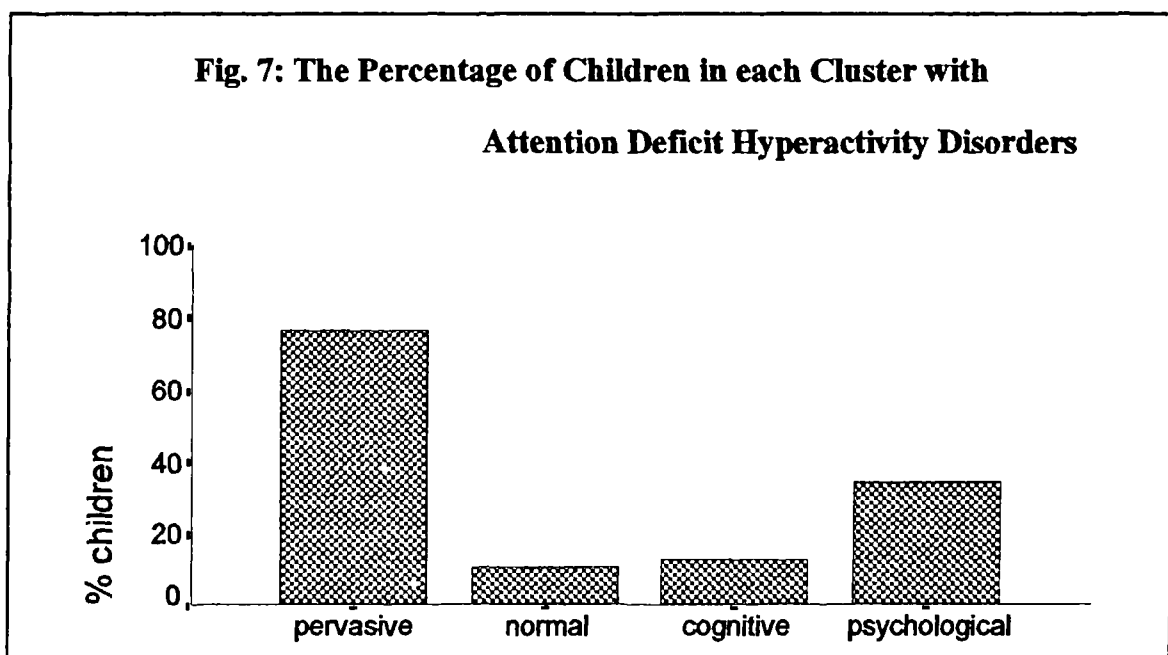 Fig. 7: The Percentage of Children in each Cluster with
Attention Deficit Hyperactivity Disorders
100
80
60
40
20
0
% children
pervasive normal cognitive psychological